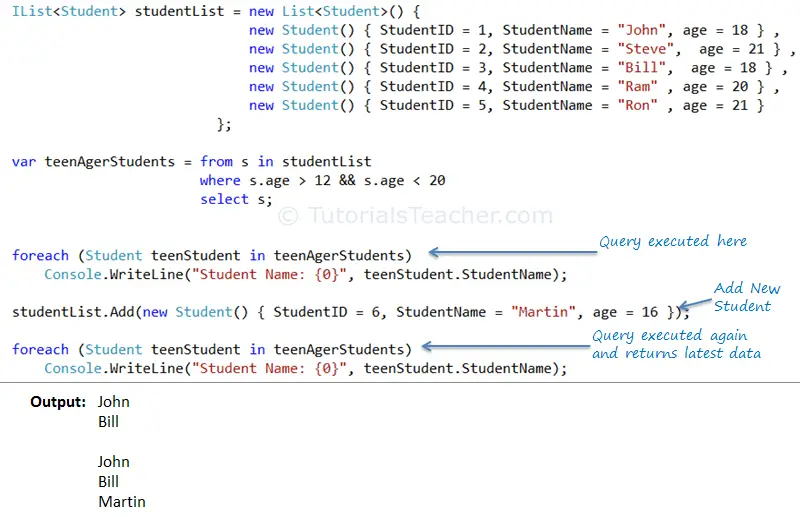 IList<Student> studentList = new List<Student>() {
new Student() { StudentID = 1, StudentName = "John", age = 18 } ,
new Student() { StudentID = 2, StudentName = "Steve",  age = 21 } ,
new Student() { StudentID = 3, StudentName = "Bill",  age = 18 } ,
new Student() { StudentID = 4, StudentName = "Ram" , age = 20 } ,
new Student() { StudentID = 5, StudentName = "Ron" , age = 21 }
};
var teenAgerStudents = from s in studentList
where s.age > 12 && s.age < 20
select s;
© TutorialsTeacher.com
Query executed here
foreach (Student teenStudent in teenAgerStudents)
Console.WriteLine("Student Name: {0}", teenStudent.StudentName);
Add New
Student
studentList.Add(new Student() { StudentID = 6, StudentName = "Martin", age = 16 });
Query executed again
and returns latest data
foreach (Student teenStudent in teenAgerStudents)
Console.WriteLine("Student Name: {0}", teenStudent.StudentName);
Output: John
Bill
John
Bill
Martin